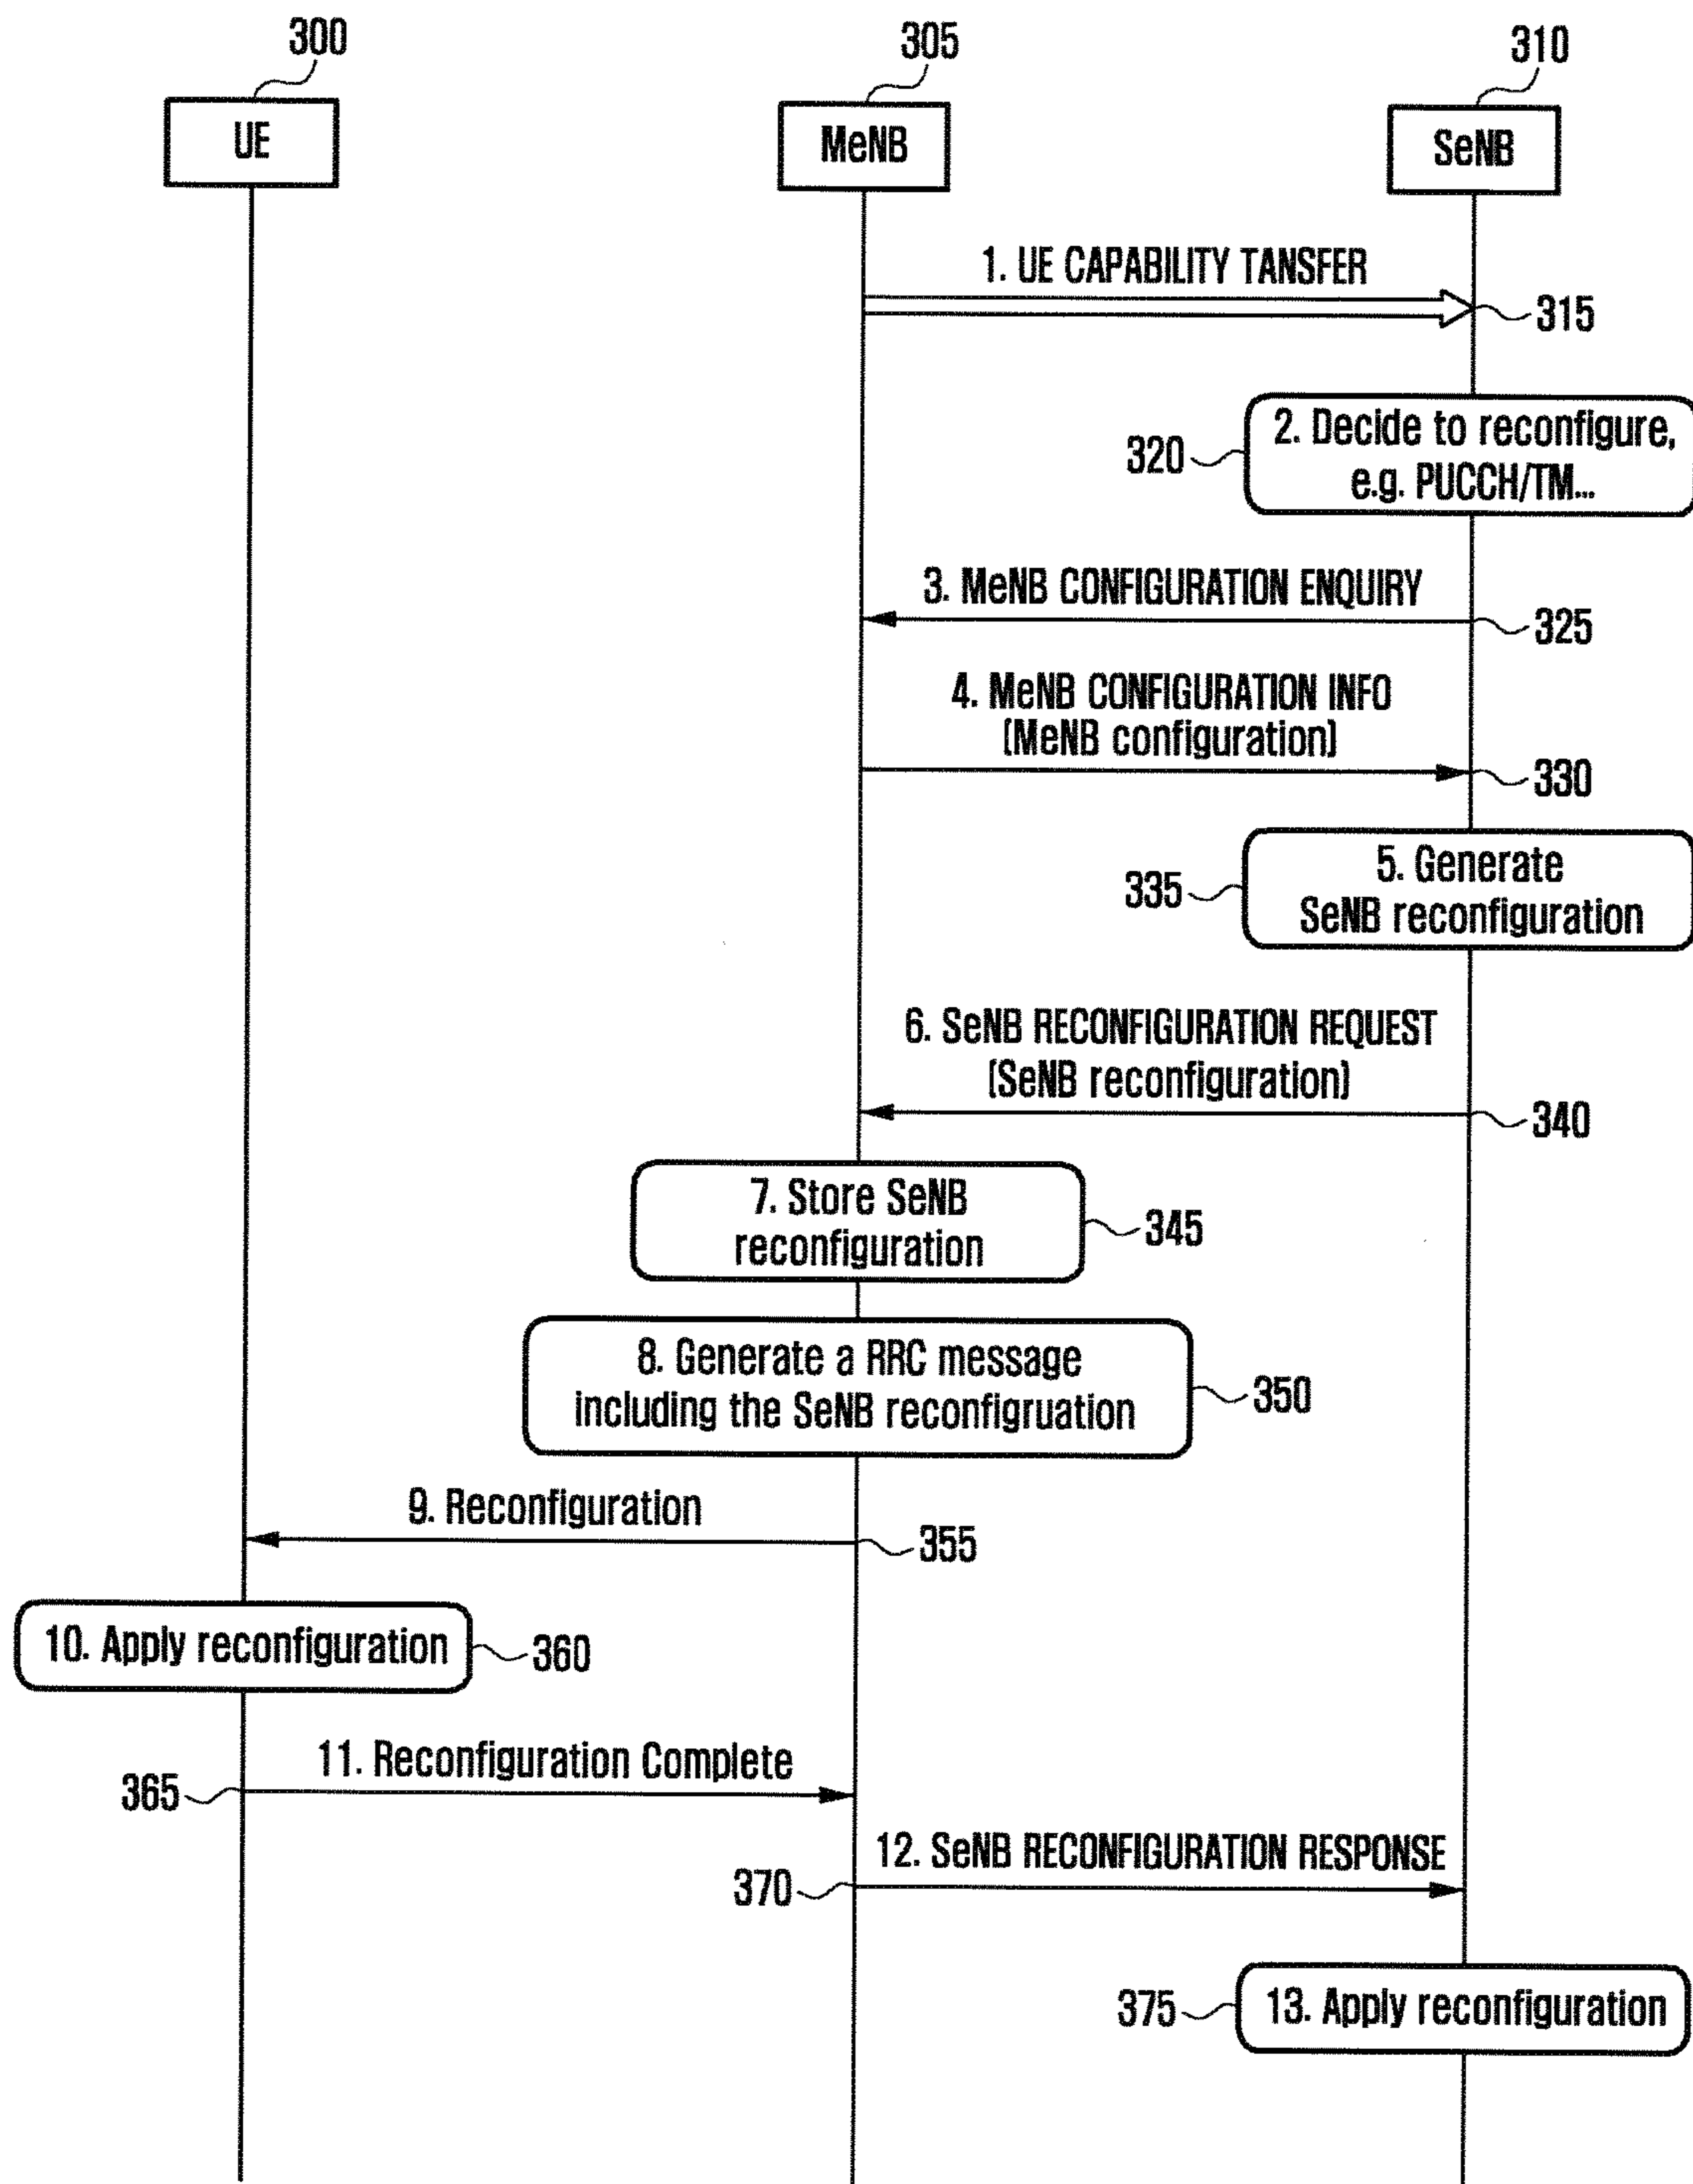 300
305
310
UE
MeNB
SeNB
1. UE CAPABILITY TANSFER
315
2. Decide to reconfigure,
e.g. PUCCH/TM...
320
3. MeNB CONFIGURATION ENQUIRY
325
4. MeNB CONFIGURATION INFO
(MeNB configuration)
330
5. Generate
SeNB reconfiguration
335
6. SeNB RECONFIGURATION REQUEST
(SeNB reconfiguration)
340
7. Store SeNB
reconfiguration
345
8. Generate a RRC message
including the SeNB reconfigruation
350
9. Reconfiguration
355
10. Apply reconfiguration
360
11. Reconfiguration Complete
365
12. SeNB RECONFIGURATION RESPONSE
370
375
13. Apply reconfiguration